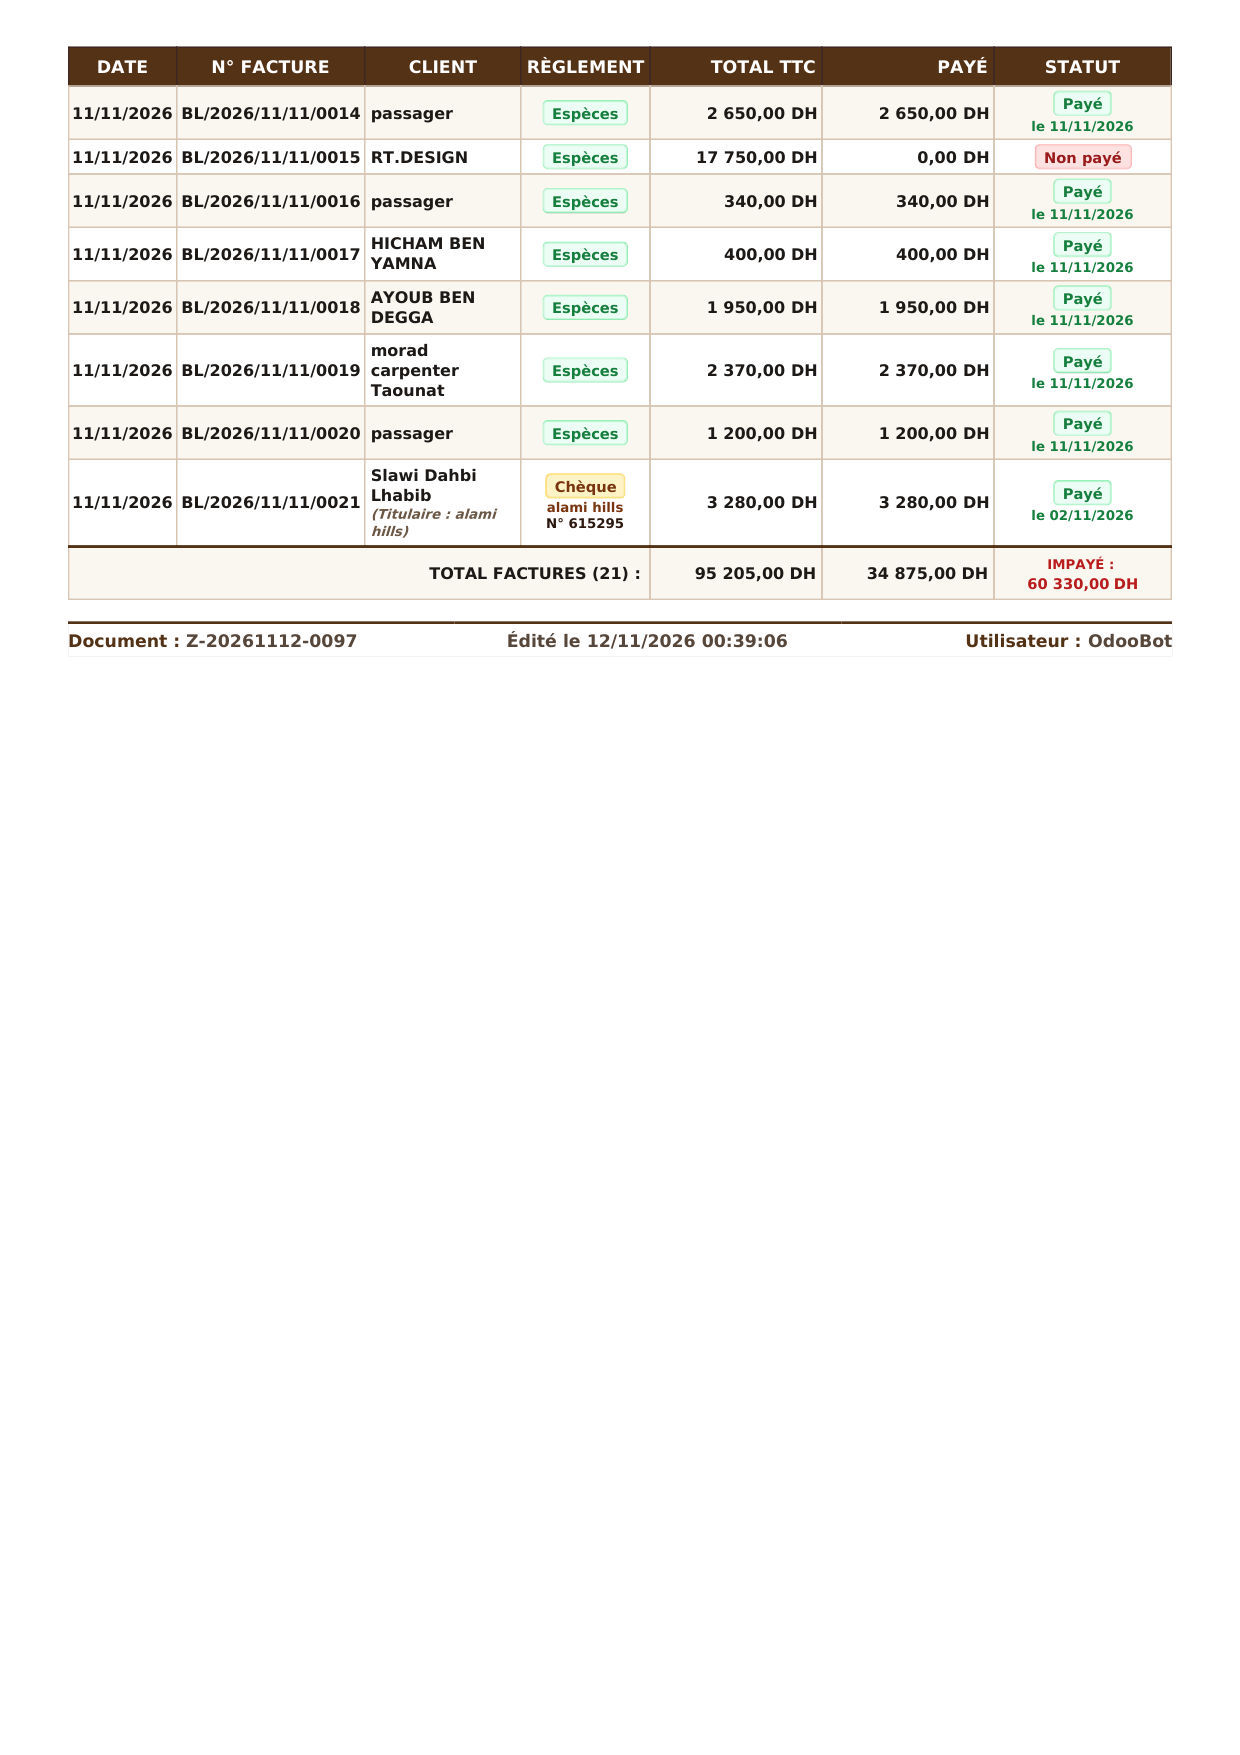 DATE N° FACTURE CLIENT RÈGLEMENT TOTAL TTC PAYÉ STATUT
11/11/2026 BL/2026/11/11/0014 passager Espèces 2 650,00 DH 2 650,00 DH Payé
le 11/11/2026
11/11/2026 BL/2026/11/11/0015 RT.DESIGN Espèces 17 750,00 DH 0,00 DH Non payé
11/11/2026 BL/2026/11/11/0016 passager Espèces 340,00 DH 340,00 DH Payé
le 11/11/2026
11/11/2026 BL/2026/11/11/0017 HICHAM BEN
YAMNA Espèces 400,00 DH 400,00 DH Payé
le 11/11/2026
11/11/2026 BL/2026/11/11/0018 AYOUB BEN
DEGGA Espèces 1 950,00 DH 1 950,00 DH Payé
le 11/11/2026
11/11/2026 BL/2026/11/11/0019 morad
carpenter
Taounat Espèces 2 370,00 DH 2 370,00 DH Payé
le 11/11/2026
11/11/2026 BL/2026/11/11/0020 passager Espèces 1 200,00 DH 1 200,00 DH Payé
le 11/11/2026
11/11/2026 BL/2026/11/11/0021 Slawi Dahbi
Lhabib
(Titulaire : alami
hills) Chèque
alami hills
N° 615295 3 280,00 DH 3 280,00 DH Payé
le 02/11/2026
TOTAL FACTURES (21) : 95 205,00 DH 34 875,00 DH IMPAYÉ :
60 330,00 DH
Document : Z-20261112-0097 Édité le 12/11/2026 00:39:06 Utilisateur : OdooBot